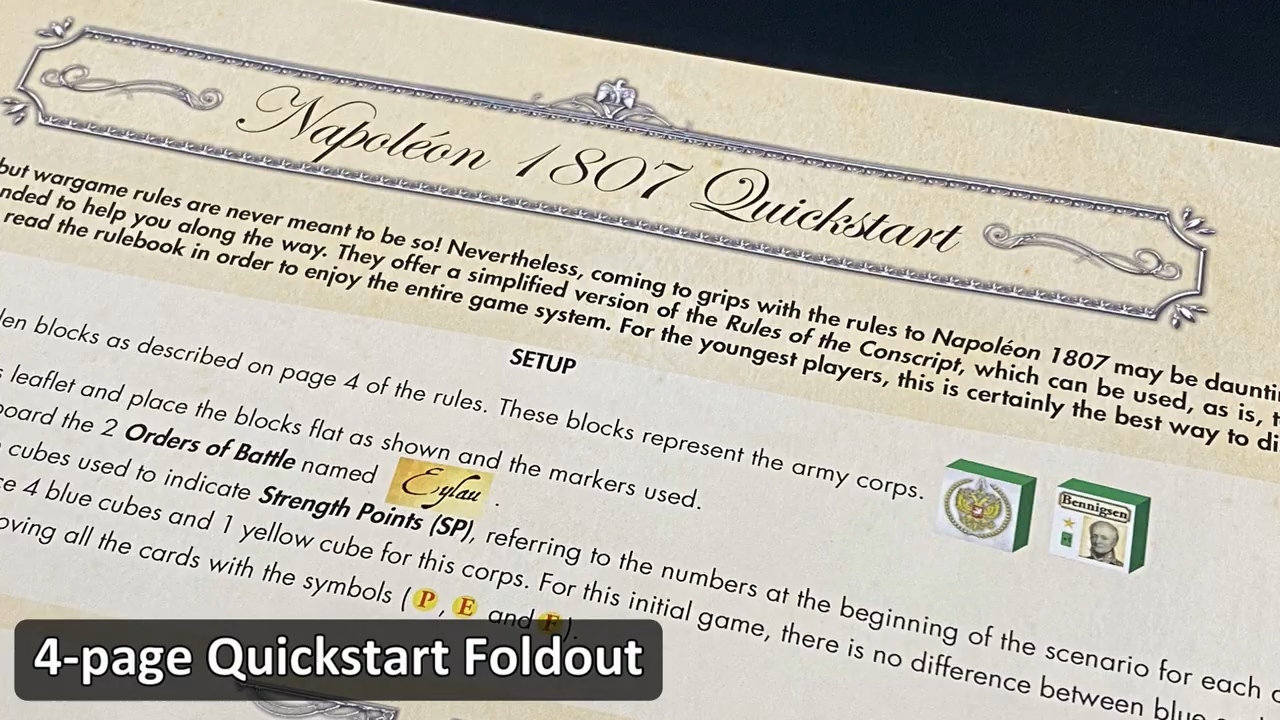 Napoléon 1807 Quickstart
but wargame rules are never meant to be so! Nevertheless, coming to grips with the rules to Napoléon 1807 may be
to help you along the way. They offer a simplified version of the Rules of the Conscript, which can be used, as is,
read the rulebook in order to enjoy the entire game system. For the youngest players, this is certainly the best way to
SETUP
blocks as described on page 4 of the rules. These blocks represent the army corps.
Bennigsen
leaflet and place the blocks flat as shown and the markers used.
the 2 Orders of Battle named Eylau .
cubes used to indicate Strength Points (SP), referring to the numbers at the beginning of the scenario for each
4 blue cubes and 1 yellow cube for this corps. For this initial game, there is no difference between blue
all the cards with the symbols (P, E and F).
4-page Quickstart Foldout